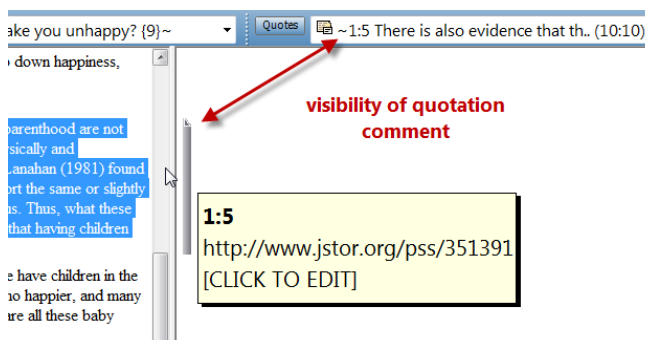 ake you unhappy? {9}~
Quotes
~1:5 There is also evidence that th.. (10:10)
down happiness,
visibility of quotation
comment
parenthood are not
sically and
Lanahan (1981) found
ort the same or slightly
ns. Thus, what these
that having children
1:5
http://www.jstor.org/pss/351391
[CLICK TO EDIT]
e have children in the
no happier, and many
are all these baby